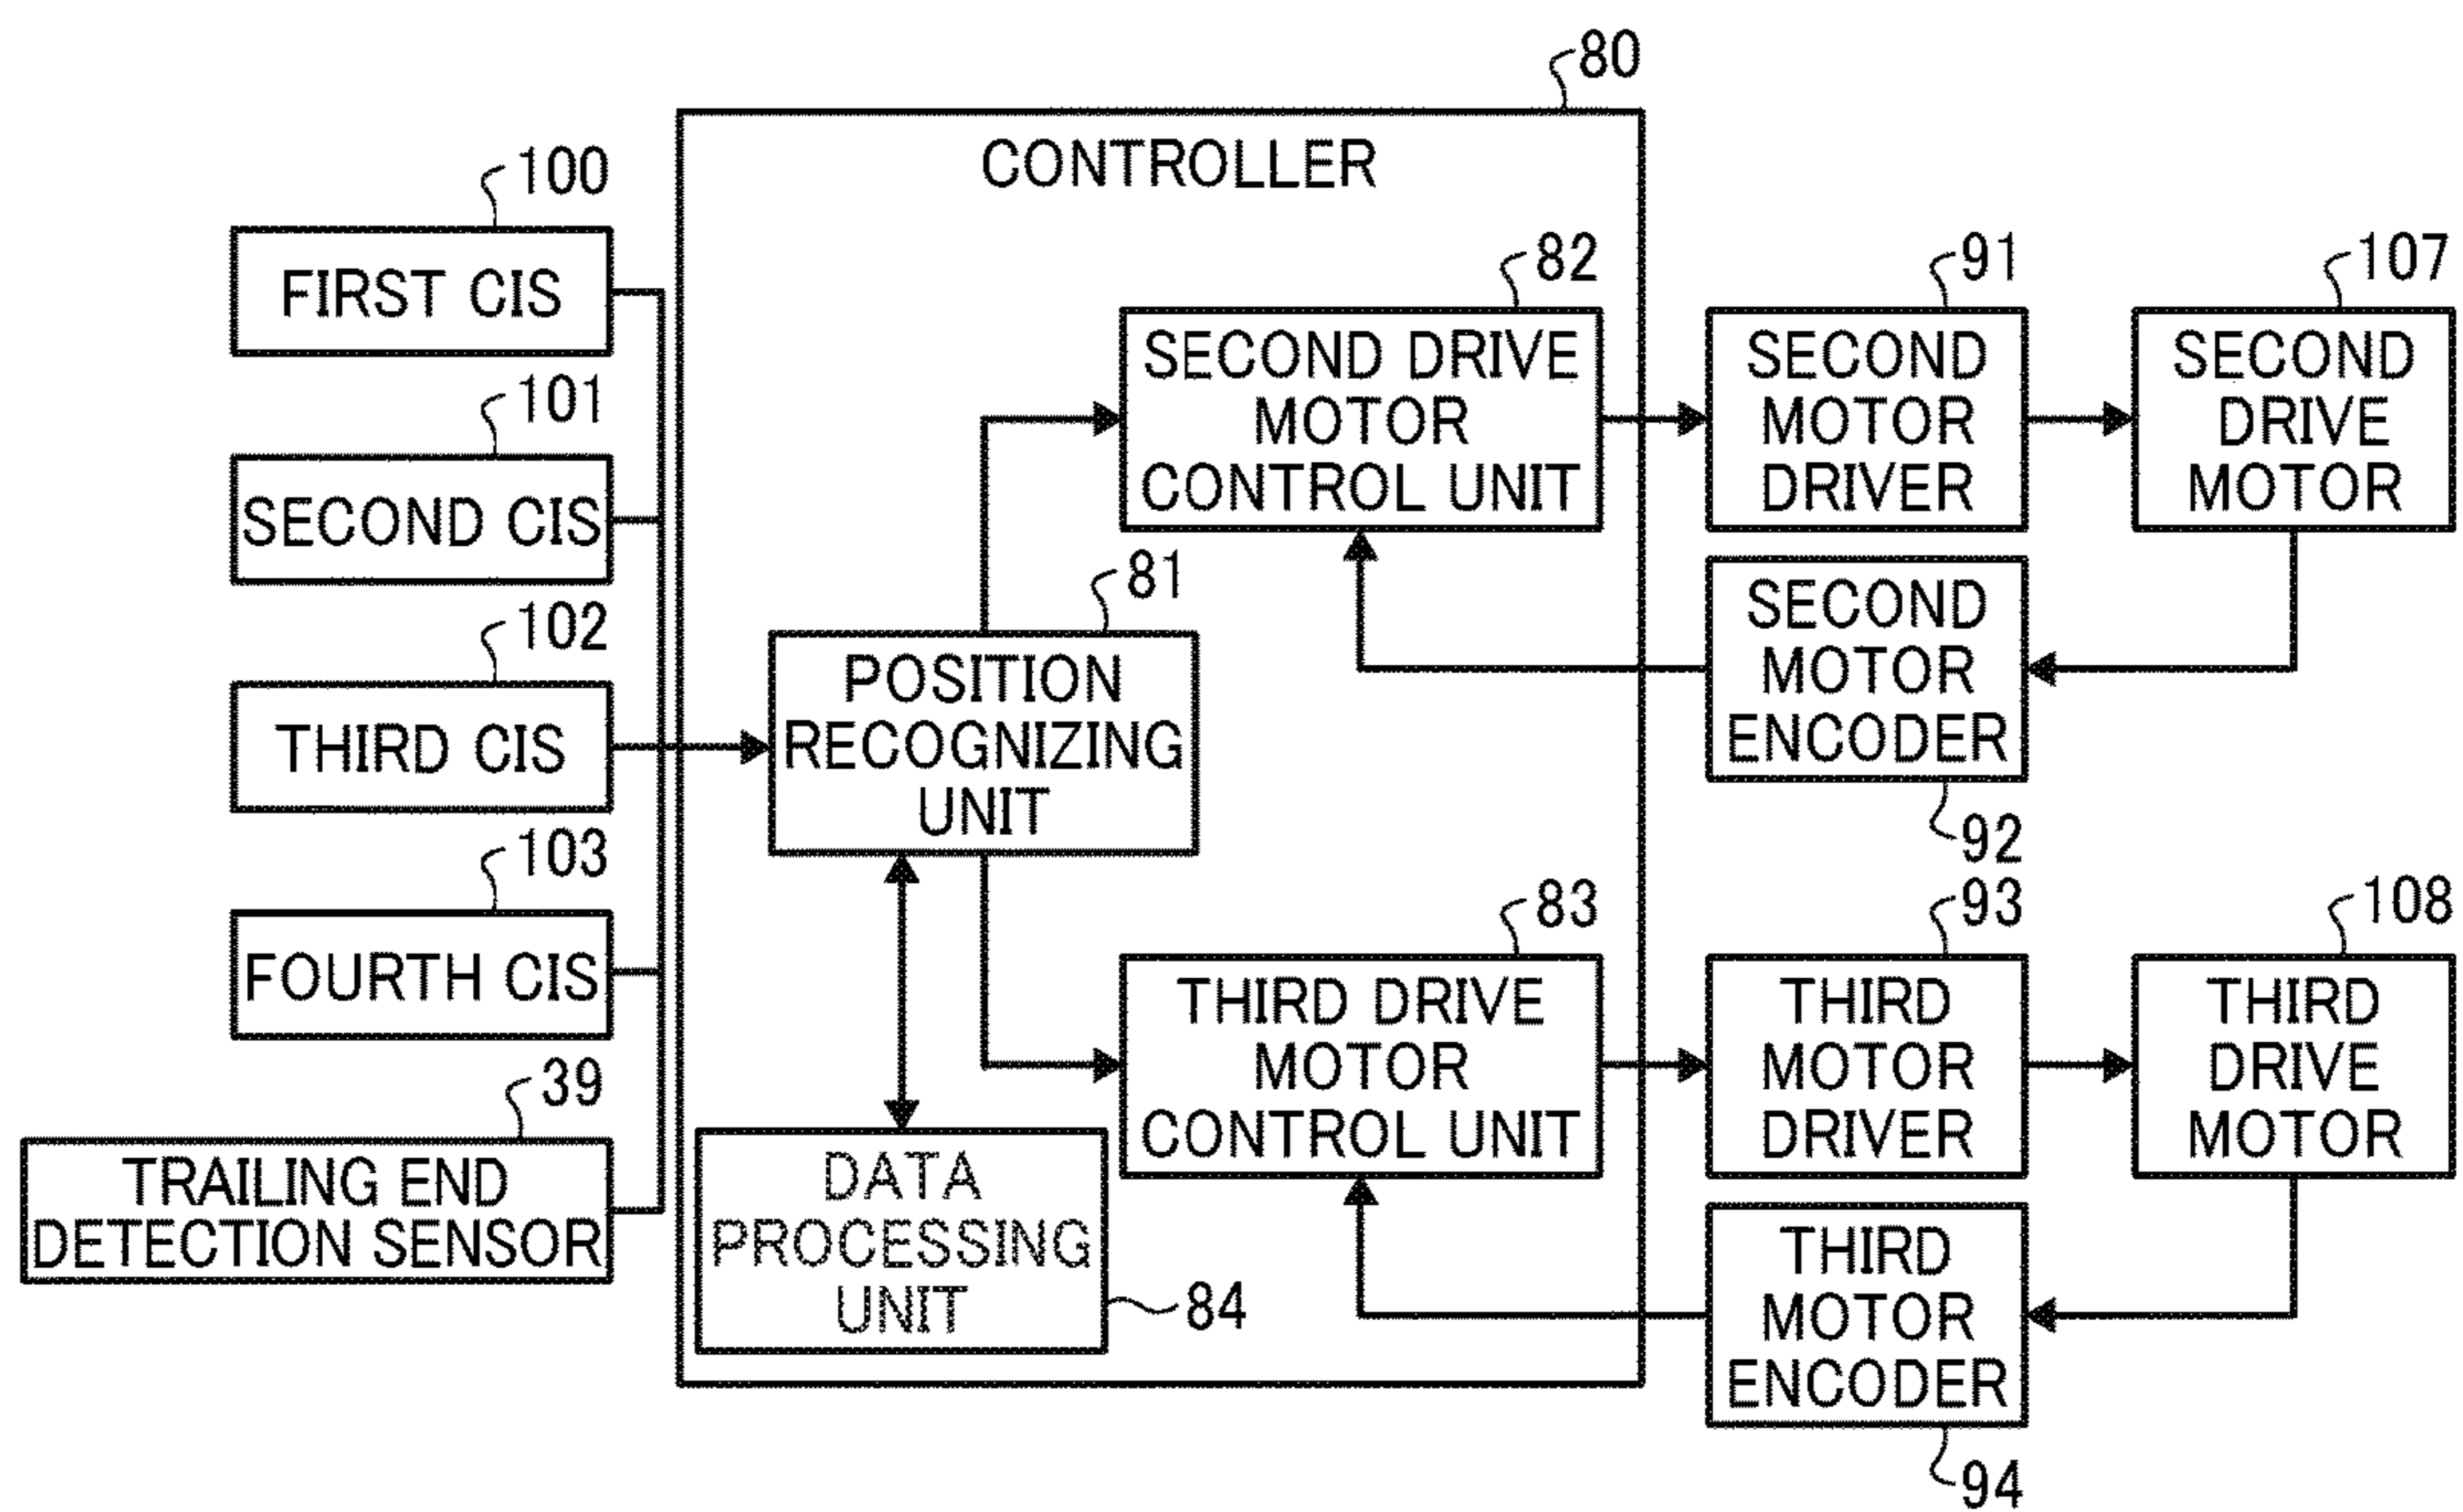 80
CONTROLLER
100
FIRST CIS
101
SECOND CIS
102
THIRD CIS
103
FOURTH CIS
39
TRAILING END
DETECTION SENSOR
81
POSITION
RECOGNIZING
UNIT
DATA
PROCESSING
UNIT
84
82
SECOND DRIVE
MOTOR
CONTROL UNIT
83
THIRD DRIVE
MOTOR
CONTROL UNIT
91
SECOND
MOTOR
DRIVER
107
SECOND
DRIVE
MOTOR
SECOND
MOTOR
ENCODER
92
93
THIRD
MOTOR
DRIVER
108
THIRD
DRIVE
MOTOR
THIRD
MOTOR
ENCODER
94